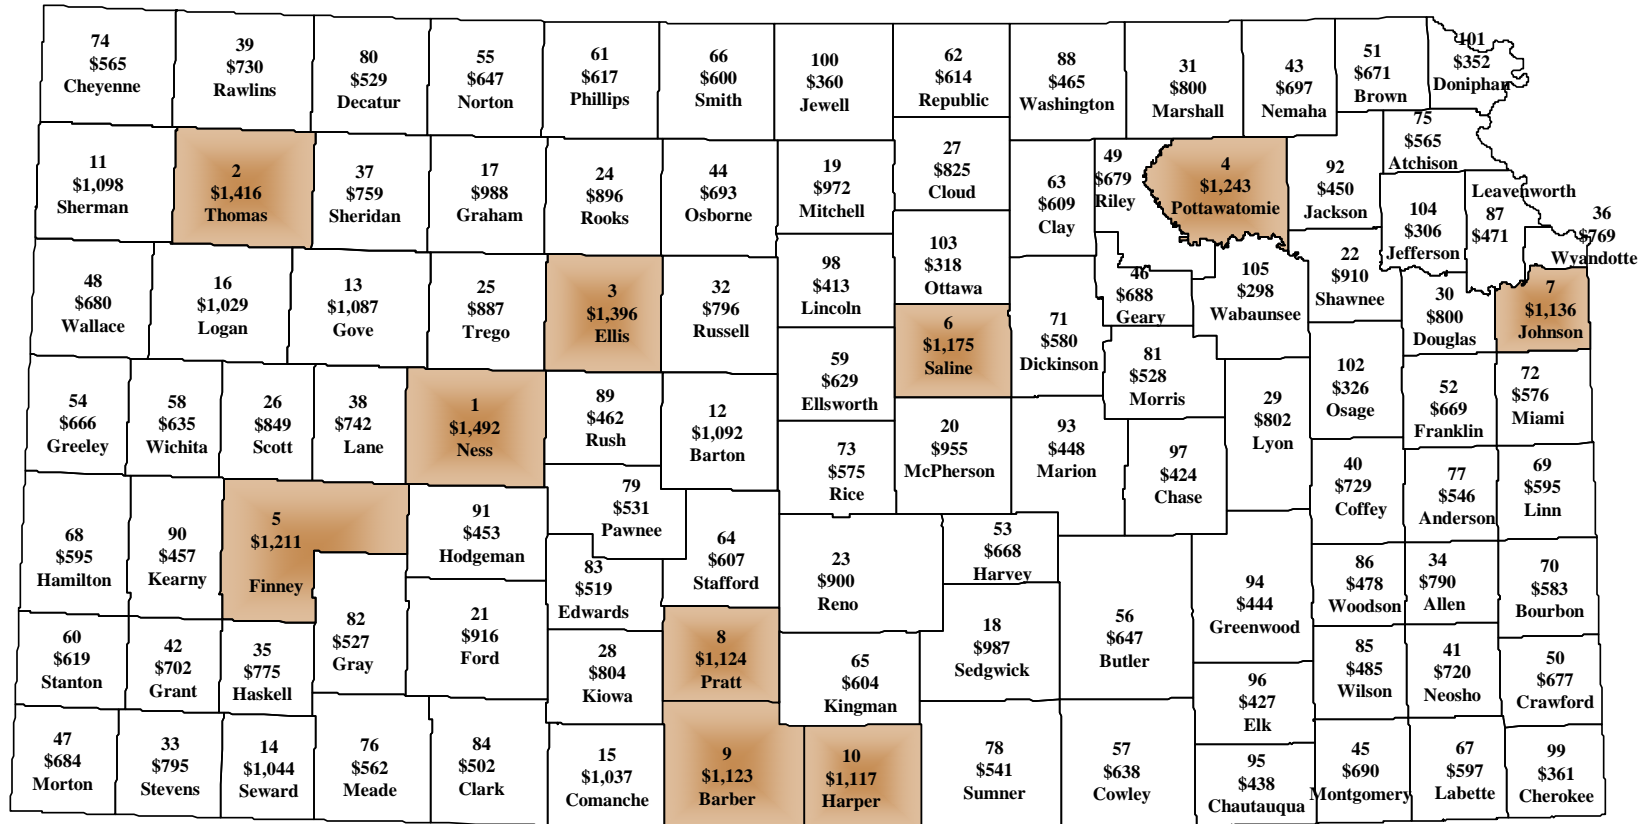 74
$565
Cheyenne
39
$730
Rawlins
80
$529
Decatur
55
$647
Norton
61
$617
Phillips
66
$600
Smith
100
$360
Jewell
62
$614
Republic
88
$465
Washington
31
$800
Marshall
43
$697
Nemaha
51
$671
Brown
101
$352
Doniphan
75
$565
Atchison
11
$1,098
Sherman
2
$1,416
Thomas
37
$759
Sheridan
17
$988
Graham
24
$896
Rooks
44
$693
Osborne
19
$972
Mitchell
27
$825
Cloud
63
$609
Clay
49
$679
Riley
4
$1,243
Pottawatomie
92
$450
Jackson
104
$306
Jefferson
Leavenworth
87
$471
36
$769
Wyandotte
48
$680
Wallace
16
$1,029
Logan
13
$1,087
Gove
25
$887
Trego
3
$1,396
Ellis
32
$796
Russell
98
$413
Lincoln
103
$318
Ottawa
6
$1,175
Saline
71
$580
Dickinson
46
$688
Geary
105
$298
Wabaunsee
22
$910
Shawnee
30
$800
Douglas
7
$1,136
Johnson
54
$666
Greeley
58
$635
Wichita
26
$849
Scott
38
$742
Lane
1
$1,492
Ness
89
$462
Rush
12
$1,092
Barton
59
$629
Ellsworth
73
$575
Rice
20
$955
McPherson
93
$448
Marion
81
$528
Morris
97
$424
Chase
29
$802
Lyon
102
$326
Osage
52
$669
Franklin
72
$576
Miami
68
$595
Hamilton
90
$457
Kearny
5
$1,211
Finney
91
$453
Hodgeman
79
$531
Pawnee
83
$519
Edwards
64
$607
Stafford
23
$900
Reno
53
$668
Harvey
40
$729
Coffey
77
$546
Anderson
69
$595
Linn
60
$619
Stanton
42
$702
Grant
35
$775
Haskell
82
$527
Gray
21
$916
Ford
28
$804
Kiowa
8
$1,124
Pratt
65
$604
Kingman
18
$987
Sedgwick
56
$647
Butler
94
$444
Greenwood
86
$478
Woodson
34
$790
Allen
70
$583
Bourbon
85
$485
Wilson
41
$720
Neosho
50
$677
Crawford
47
$684
Morton
33
$795
Stevens
14
$1,044
Seward
76
$562
Meade
84
$502
Clark
15
$1,037
Comanche
9
$1,123
Barber
10
$1,117
Harper
78
$541
Sumner
57
$638
Cowley
96
$427
Elk
95
$438
Chautauqua
45
$690
Montgomery
67
$597
Labette
99
$361
Cherokee